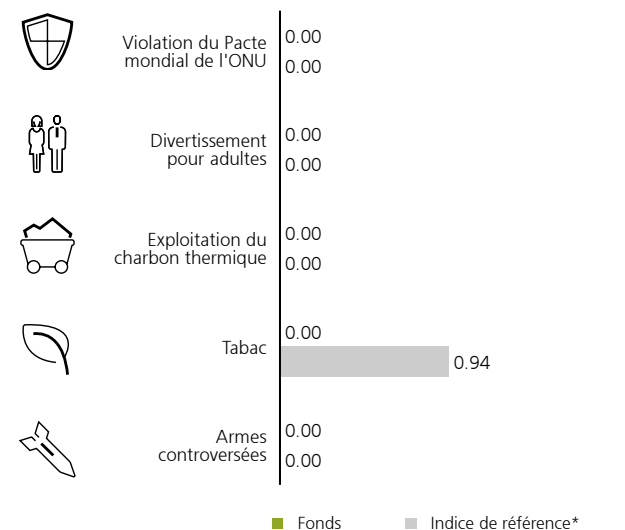 Violation du Pacte
mondial de l'ONU
0.00
0.00
Divertissement
pour adultes
0.00
0.00
Exploitation du
charbon thermique
0.00
0.00
Tabac
0.00
0.94
Armes
controversées
0.00
0.00
Fonds
Indice de référence*